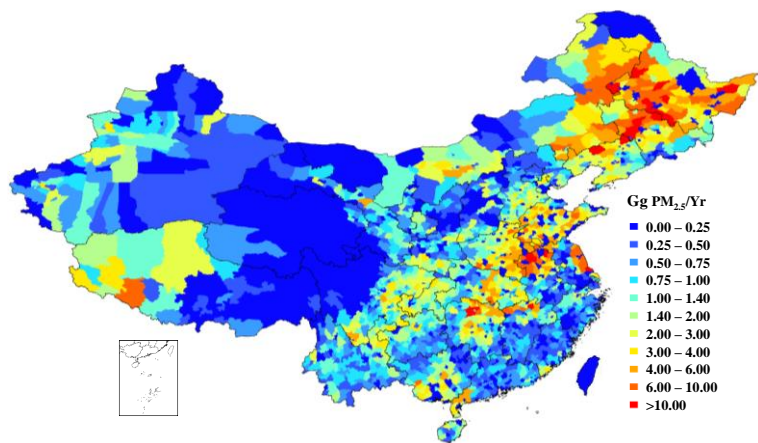 Gg PM2.5/Yr
0.00 – 0.25
0.25 – 0.50
0.50 – 0.75
0.75 – 1.00
1.00 – 1.40
1.40 – 2.00
2.00 – 3.00
3.00 – 4.00
4.00 – 6.00
6.00 – 10.00
>10.00